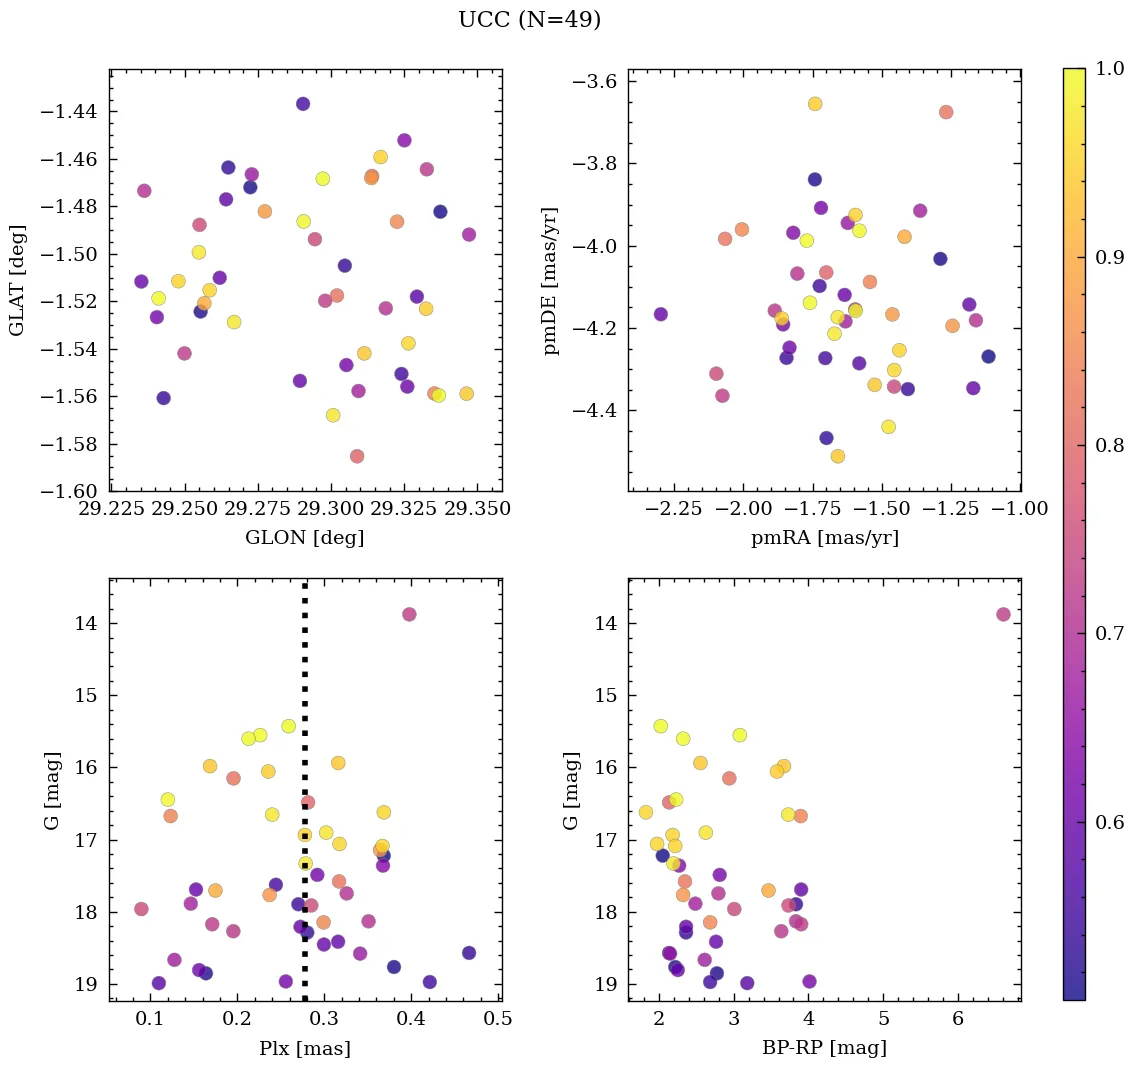 UCC (N=49)
−1.44
−1.46
−1.48
−1.50
−1.52
−1.54
−1.56
−1.58
−1.60
GLAT [deg]
29.225 29.250 29.275 29.300 29.325 29.350
GLON [deg]
−3.6
−3.8
−4.0
−4.2
−4.4
pmDE [mas/yr]
−2.25 −2.00 −1.75 −1.50 −1.25 −1.00
pmRA [mas/yr]
14
15
16
17
18
19
G [mag]
0.1 0.2 0.3 0.4 0.5
Plx [mas]
14
15
16
17
18
19
G [mag]
2 3 4 5 6
BP-RP [mag]
1.0
0.9
0.8
0.7
0.6